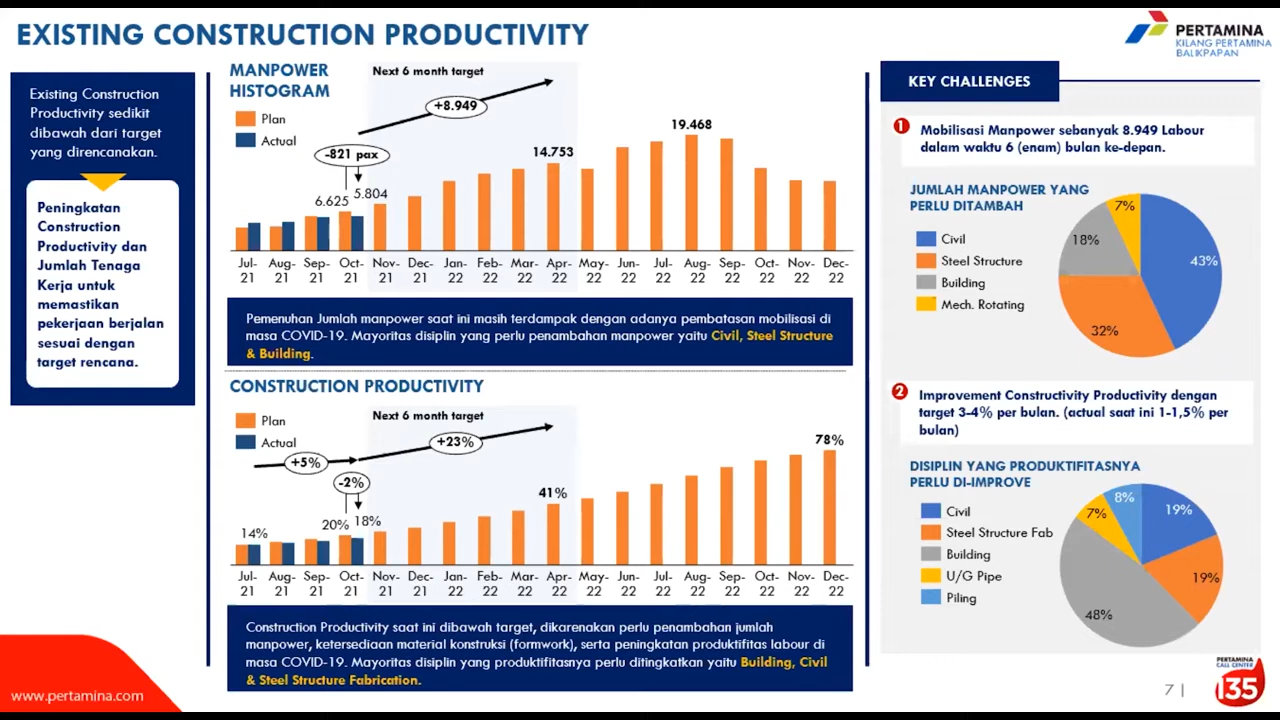 EXISTING CONSTRUCTION PRODUCTIVITY
PERTAMINA
KILANG PERTAMINA
BALIKPAPAN
Existing Construction
Productivity sedikit
dibawah dari target
yang direncanakan.
Peningkatan
Construction
Productivity dan
Jumlah Tenaga
Kerja untuk
memastikan
pekerjaan berjalan
sesuai dengan
target rencana.
MANPOWER
HISTOGRAM
Plan
Actual
Next 6 month target
+8.949
-821 pax
6.625
5.804
14.753
19.468
Jul-21 Aug-21 Sep-21 Oct-21 Nov-21 Dec-21 Jan-22 Feb-22 Mar-22 Apr-22 May-22 Jun-22 Jul-22 Aug-22 Sep-22 Oct-22 Nov-22 Dec-22
Pemenuhan Jumlah manpower saat ini masih terdampak dengan adanya pembatasan mobilisasi di
masa COVID-19. Mayoritas disiplin yang perlu penambahan manpower yaitu Civil, Steel Structure
& Building.
CONSTRUCTION PRODUCTIVITY
Plan
Actual
Next 6 month target
+5%
+23%
-2%
14%
20%
18%
41%
78%
Jul-21 Aug-21 Sep-21 Oct-21 Nov-21 Dec-21 Jan-22 Feb-22 Mar-22 Apr-22 May-22 Jun-22 Jul-22 Aug-22 Sep-22 Oct-22 Nov-22 Dec-22
Construction Productivity saat ini dibawah target, dikarenakan perlu penambahan jumlah
manpower, ketersediaan material konstruksi (formwork), serta peningkatan produktifitas labour di
masa COVID-19. Mayoritas disiplin yang produktifitasnya perlu ditingkatkan yaitu Building, Civil
& Steel Structure Fabrication.
KEY CHALLENGES
1
Mobilisasi Manpower sebanyak 8.949 Labour
dalam waktu 6 (enam) bulan ke-depan.
JUMLAH MANPOWER YANG
PERLU DITAMBAH
Civil
Steel Structure
Building
Mech. Rotating
7%
18%
43%
32%
2
Improvement Constructivity Productivity dengan
target 3-4% per bulan. (actual saat ini 1-1,5% per
bulan)
DISIPLIN YANG PRODUKTIFITASNYA
PERLU DI-IMPROVE
Civil
Steel Structure Fab
Building
U/G Pipe
Piling
8%
7%
19%
19%
48%
www.pertamina.com
7 |
PERTAMINA
CALL CENTER
135